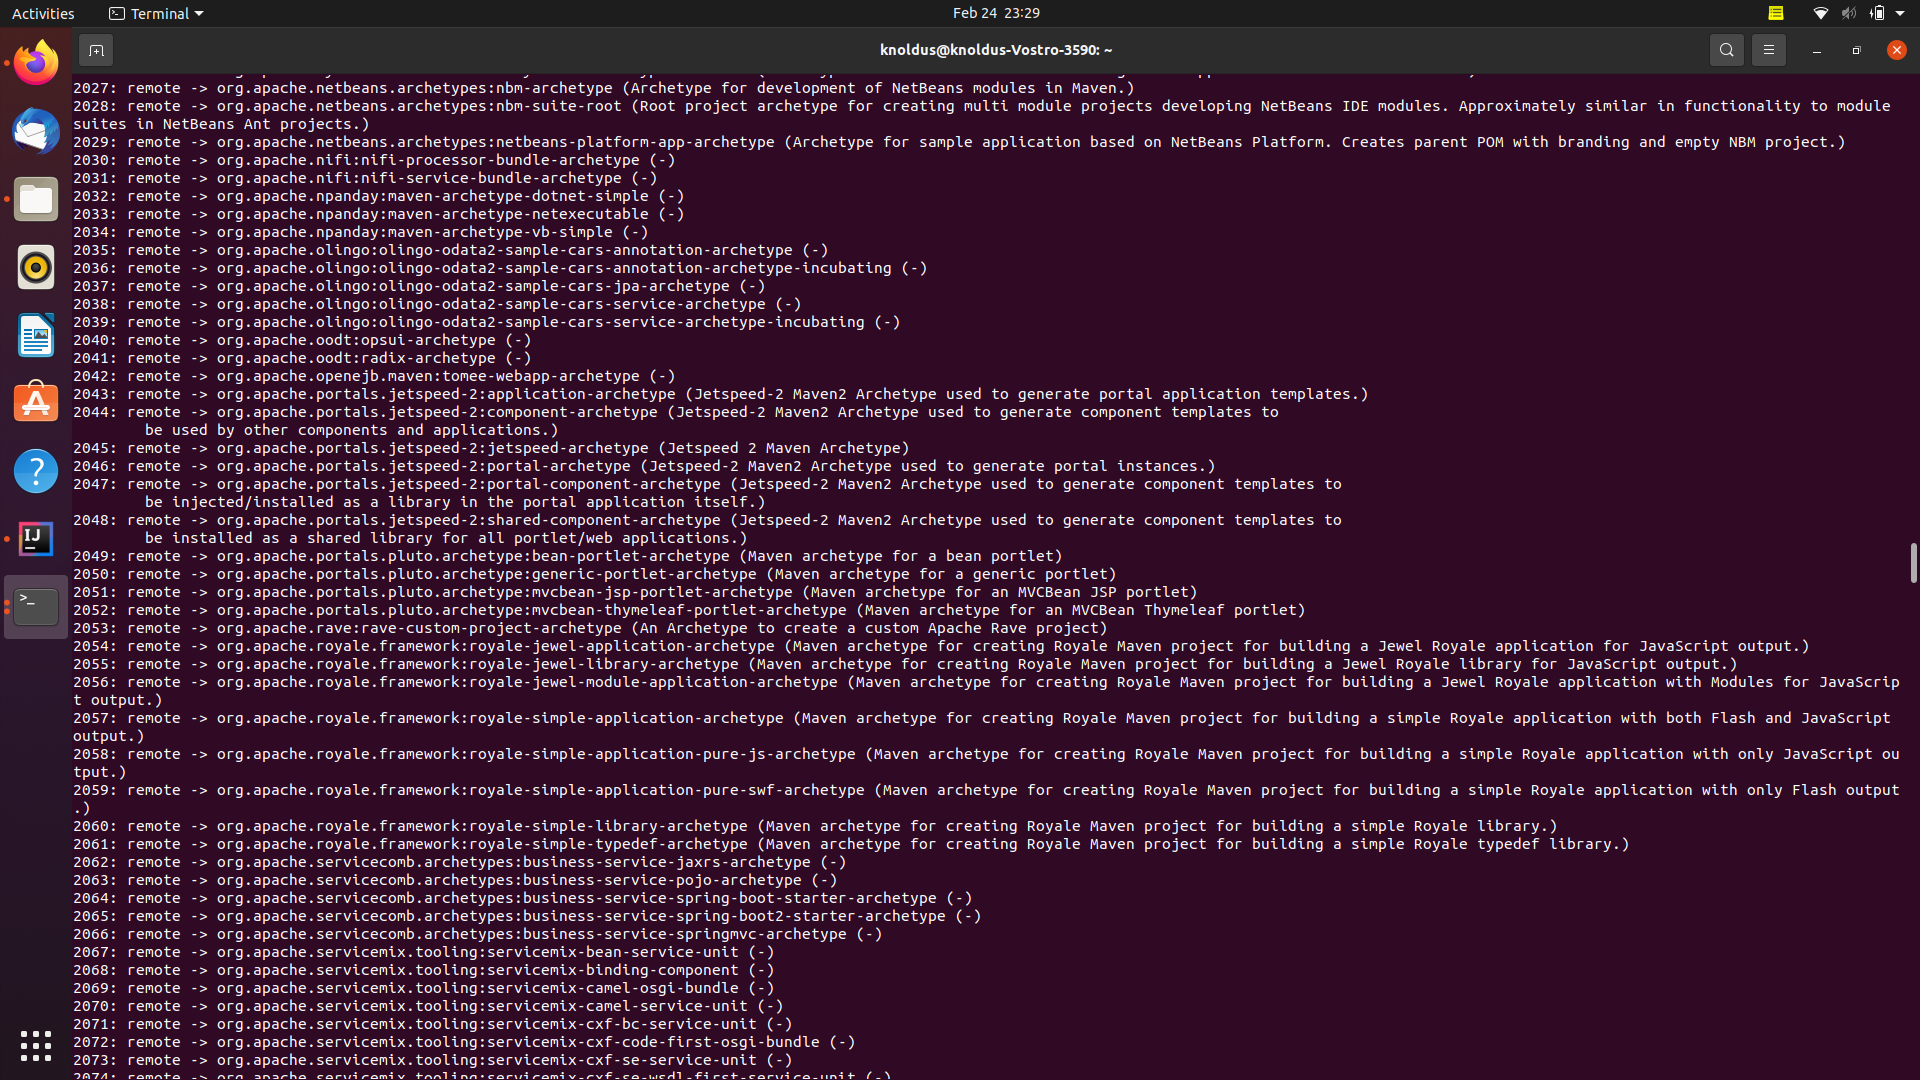 Activities Terminal Feb 24 23:29
knoldus@knoldus-Vostro-3590: ~
2027: remote -> org.apache.netbeans.archetypes:nbm-archetype (Archetype for development of NetBeans modules in Maven.)
2028: remote -> org.apache.netbeans.archetypes:nbm-suite-root (Root project archetype for creating multi module projects developing NetBeans IDE modules. Approximately similar in functionality to module
suites in NetBeans Ant projects.)
2029: remote -> org.apache.netbeans.archetypes:netbeans-platform-app-archetype (Archetype for sample application based on NetBeans Platform. Creates parent POM with branding and empty NBM project.)
2030: remote -> org.apache.nifi:nifi-processor-bundle-archetype (-)
2031: remote -> org.apache.nifi:nifi-service-bundle-archetype (-)
2032: remote -> org.apache.npanday:maven-archetype-dotnet-simple (-)
2033: remote -> org.apache.npanday:maven-archetype-netexecutable (-)
2034: remote -> org.apache.npanday:maven-archetype-vb-simple (-)
2035: remote -> org.apache.olingo:olingo-odata2-sample-cars-annotation-archetype (-)
2036: remote -> org.apache.olingo:olingo-odata2-sample-cars-annotation-archetype-incubating (-)
2037: remote -> org.apache.olingo:olingo-odata2-sample-cars-jpa-archetype (-)
2038: remote -> org.apache.olingo:olingo-odata2-sample-cars-service-archetype (-)
2039: remote -> org.apache.olingo:olingo-odata2-sample-cars-service-archetype-incubating (-)
2040: remote -> org.apache.oodt:opsui-archetype (-)
2041: remote -> org.apache.oodt:radix-archetype (-)
2042: remote -> org.apache.openejb.maven:tomee-webapp-archetype (-)
2043: remote -> org.apache.portals.jetspeed-2:application-archetype (Jetspeed-2 Maven2 Archetype used to generate portal application templates.)
2044: remote -> org.apache.portals.jetspeed-2:component-archetype (Jetspeed-2 Maven2 Archetype used to generate component templates to
be used by other components and applications.)
2045: remote -> org.apache.portals.jetspeed-2:jetspeed-archetype (Jetspeed 2 Maven Archetype)
2046: remote -> org.apache.portals.jetspeed-2:portal-archetype (Jetspeed-2 Maven2 Archetype used to generate portal instances.)
2047: remote -> org.apache.portals.jetspeed-2:portal-component-archetype (Jetspeed-2 Maven2 Archetype used to generate component templates to
be injected/installed as a library in the portal application itself.)
2048: remote -> org.apache.portals.jetspeed-2:shared-component-archetype (Jetspeed-2 Maven2 Archetype used to generate component templates to
be installed as a shared library for all portlet/web applications.)
2049: remote -> org.apache.portals.pluto.archetype:bean-portlet-archetype (Maven archetype for a bean portlet)
2050: remote -> org.apache.portals.pluto.archetype:generic-portlet-archetype (Maven archetype for a generic portlet)
2051: remote -> org.apache.portals.pluto.archetype:mvcbean-jsp-portlet-archetype (Maven archetype for an MVCBean JSP portlet)
2052: remote -> org.apache.portals.pluto.archetype:mvcbean-thymeleaf-portlet-archetype (Maven archetype for an MVCBean Thymeleaf portlet)
2053: remote -> org.apache.rave:rave-custom-project-archetype (An Archetype to create a custom Apache Rave project)
2054: remote -> org.apache.royale.framework:royale-jewel-application-archetype (Maven archetype for creating Royale Maven project for building a Jewel Royale application for JavaScript output.)
2055: remote -> org.apache.royale.framework:royale-jewel-library-archetype (Maven archetype for creating Royale Maven project for building a Jewel Royale library for JavaScript output.)
2056: remote -> org.apache.royale.framework:royale-jewel-module-application-archetype (Maven archetype for creating Royale Maven project for building a Jewel Royale application with Modules for JavaScrip
t output.)
2057: remote -> org.apache.royale.framework:royale-simple-application-archetype (Maven archetype for creating Royale Maven project for building a simple Royale application with both Flash and JavaScript
output.)
2058: remote -> org.apache.royale.framework:royale-simple-application-pure-js-archetype (Maven archetype for creating Royale Maven project for building a simple Royale application with only JavaScript ou
tput.)
2059: remote -> org.apache.royale.framework:royale-simple-application-pure-swf-archetype (Maven archetype for creating Royale Maven project for building a simple Royale application with only Flash output
.)
2060: remote -> org.apache.royale.framework:royale-simple-library-archetype (Maven archetype for creating Royale Maven project for building a simple Royale library.)
2061: remote -> org.apache.royale.framework:royale-simple-typedef-archetype (Maven archetype for creating Royale Maven project for building a simple Royale typedef library.)
2062: remote -> org.apache.servicecomb.archetypes:business-service-jaxrs-archetype (-)
2063: remote -> org.apache.servicecomb.archetypes:business-service-pojo-archetype (-)
2064: remote -> org.apache.servicecomb.archetypes:business-service-spring-boot-starter-archetype (-)
2065: remote -> org.apache.servicecomb.archetypes:business-service-spring-boot2-starter-archetype (-)
2066: remote -> org.apache.servicecomb.archetypes:business-service-springmvc-archetype (-)
2067: remote -> org.apache.servicemix.tooling:servicemix-bean-service-unit (-)
2068: remote -> org.apache.servicemix.tooling:servicemix-binding-component (-)
2069: remote -> org.apache.servicemix.tooling:servicemix-camel-osgi-bundle (-)
2070: remote -> org.apache.servicemix.tooling:servicemix-camel-service-unit (-)
2071: remote -> org.apache.servicemix.tooling:servicemix-cxf-bc-service-unit (-)
2072: remote -> org.apache.servicemix.tooling:servicemix-cxf-code-first-osgi-bundle (-)
2073: remote -> org.apache.servicemix.tooling:servicemix-cxf-se-service-unit (-)
2074: remote -> org.apache.servicemix.tooling:servicemix-cxf-se-wsdl-first-service-unit (-)